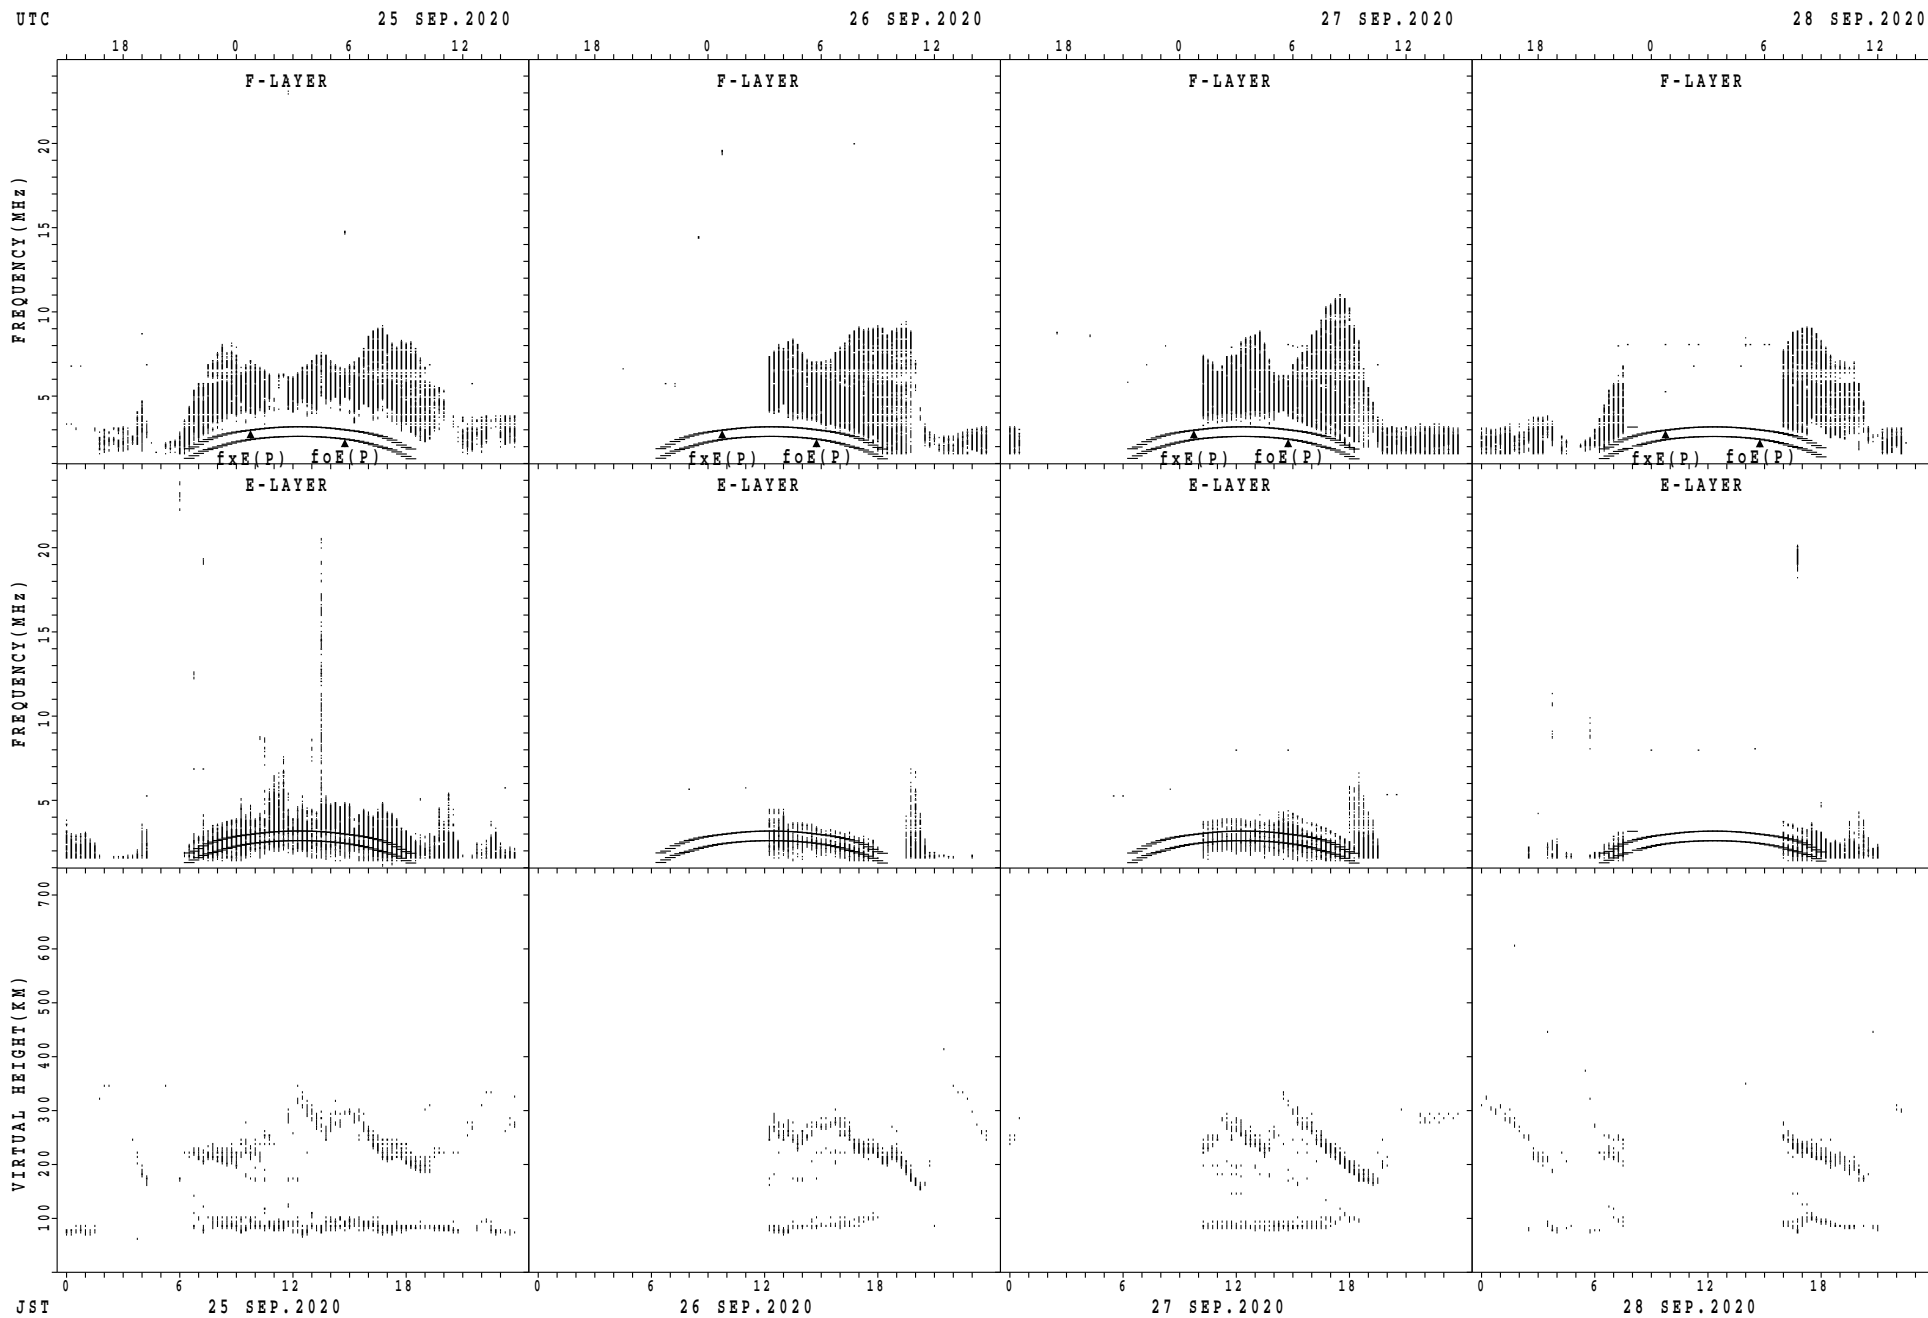 UTC 25 SEP.2020 26 SEP.2020 27 SEP.2020 28 SEP.2020
18 0 6 12 18 0 6 12 18 0 6 12 18 0 6 12
F-LAYER F-LAYER F-LAYER F-LAYER
FREQUENCY(MHz)
20
15
10
5
fxE(P) foE(P) fxE(P) foE(P) fxE(P) foE(P) fxE(P) foE(P)
E-LAYER E-LAYER E-LAYER E-LAYER
FREQUENCY(MHz)
20
15
10
5
VIRTUAL HEIGHT(KM)
700
600
500
400
300
200
100
0 6 12 18 0 6 12 18 0 6 12 18 0 6 12 18
JST 25 SEP.2020 26 SEP.2020 27 SEP.2020 28 SEP.2020